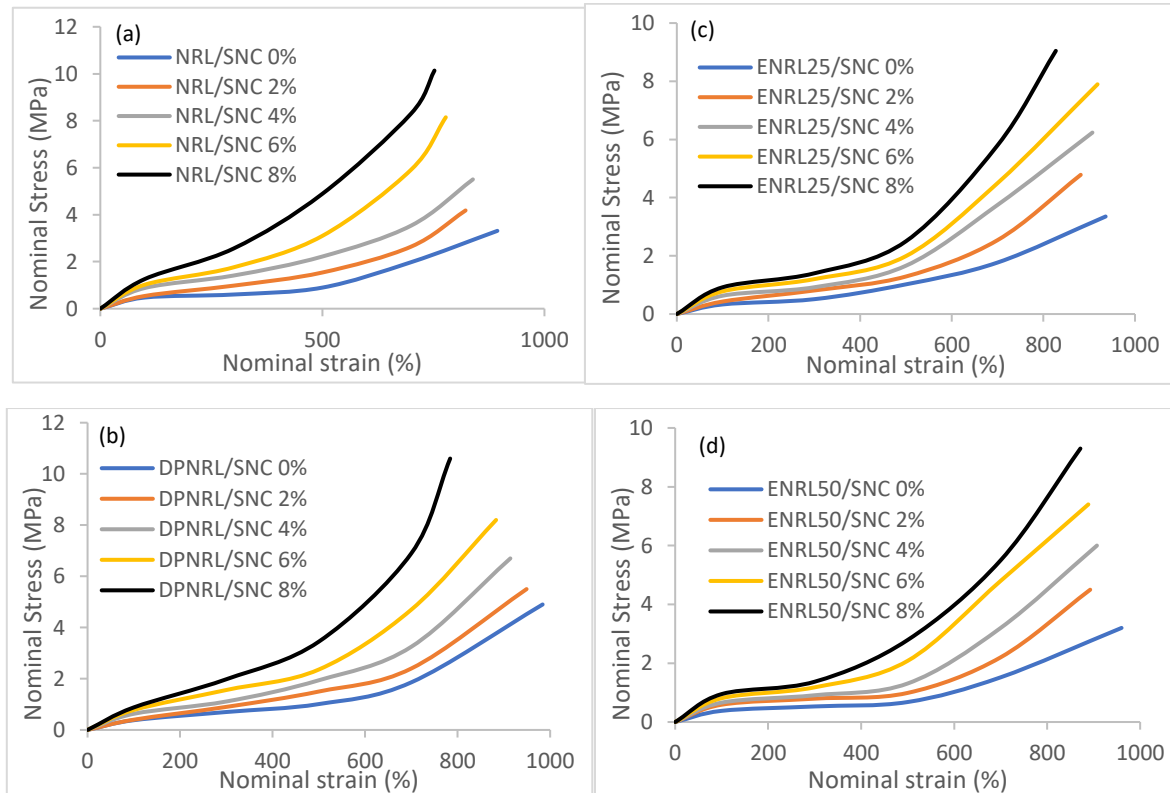 (a)
NRL/SNC 0%
NRL/SNC 2%
NRL/SNC 4%
NRL/SNC 6%
NRL/SNC 8%
Nominal Stress (MPa)
12
10
8
6
4
2
0
0 500 1000
Nominal strain (%)
(c)
ENRL25/SNC 0%
ENRL25/SNC 2%
ENRL25/SNC 4%
ENRL25/SNC 6%
ENRL25/SNC 8%
Nominal Stress (MPa)
10
8
6
4
2
0
0 200 400 600 800 1000
Nominal strain (%)
(b)
DPNRL/SNC 0%
DPNRL/SNC 2%
DPNRL/SNC 4%
DPNRL/SNC 6%
DPNRL/SNC 8%
Nominal Stress (MPa)
12
10
8
6
4
2
0
0 200 400 600 800 1000
Nominal strain (%)
(d)
ENRL50/SNC 0%
ENRL50/SNC 2%
ENRL50/SNC 4%
ENRL50/SNC 6%
ENRL50/SNC 8%
Nominal Stress (MPa)
10
8
6
4
2
0
0 200 400 600 800 1000
Nominal strain (%)